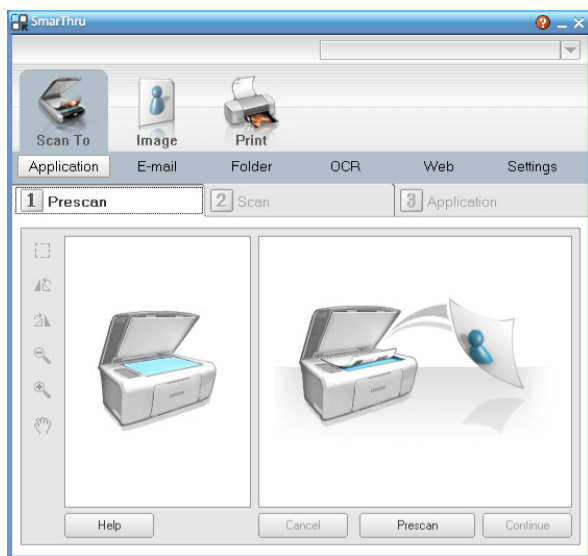 SmarThru
Scan To Image Print
Application E-mail Folder OCR Web Settings
1 Prescan 2 Scan 3 Application
Help Cancel Prescan Continue